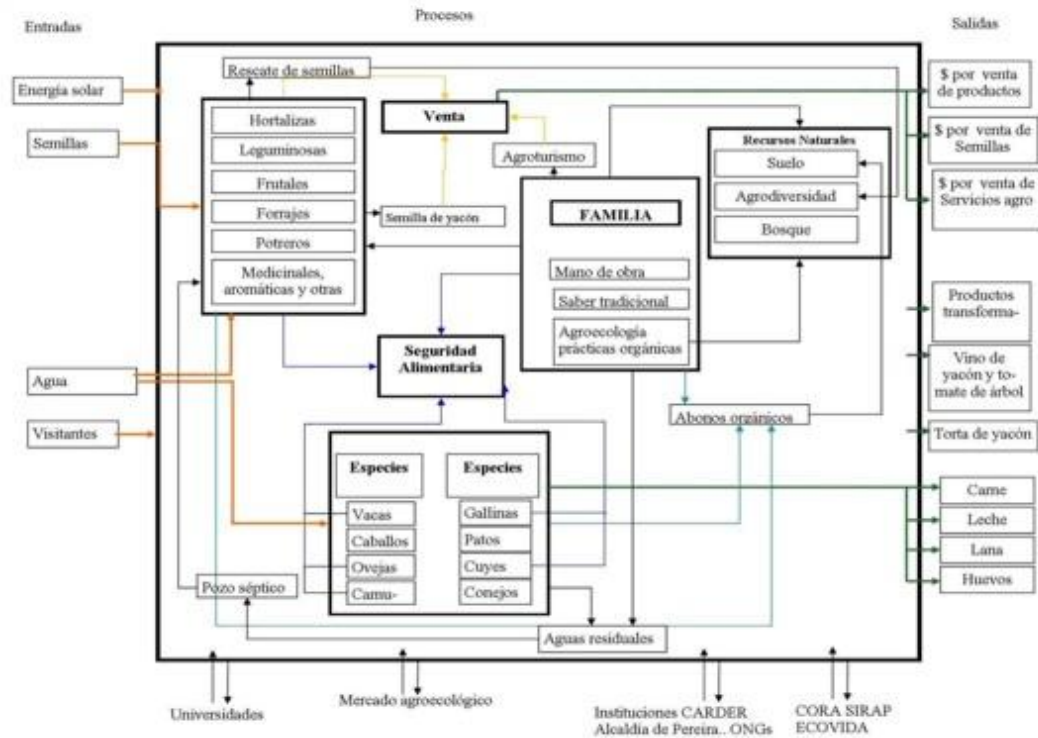 Entradas
Procesos
Salidas
Energía solar
Semillas
Agua
Visitantes
Rescate de semillas
Hortalizas
Leguminosas
Frutales
Forrajes
Potreros
Medicinales,
aromáticas y otras
Venta
Agroturismo
Semilla de yacón
FAMILIA
Mano de obra
Saber tradicional
Agroecología
prácticas orgánicas
Recursos Naturales
Suelo
Agrodiversidad
Bosque
Seguridad
Alimentaria
Abonos orgánicos
Especies
Vacas
Caballos
Ovejas
Camu-
Especies
Gallinas
Patos
Cuyes
Conejos
Pozo séptico
Aguas residuales
$ por venta
de productos
$ por venta de
Semillas
$ por venta de
Servicios agro
Productos
transforma-
Vino de
yacón y to-
mate de árbol
Torta de yacón
Carne
Leche
Lana
Huevos
Universidades
Mercado agroecológico
Instituciones CARDER
Alcaldía de Pereira.. ONGs
CORA SIRAP
ECOVIDA